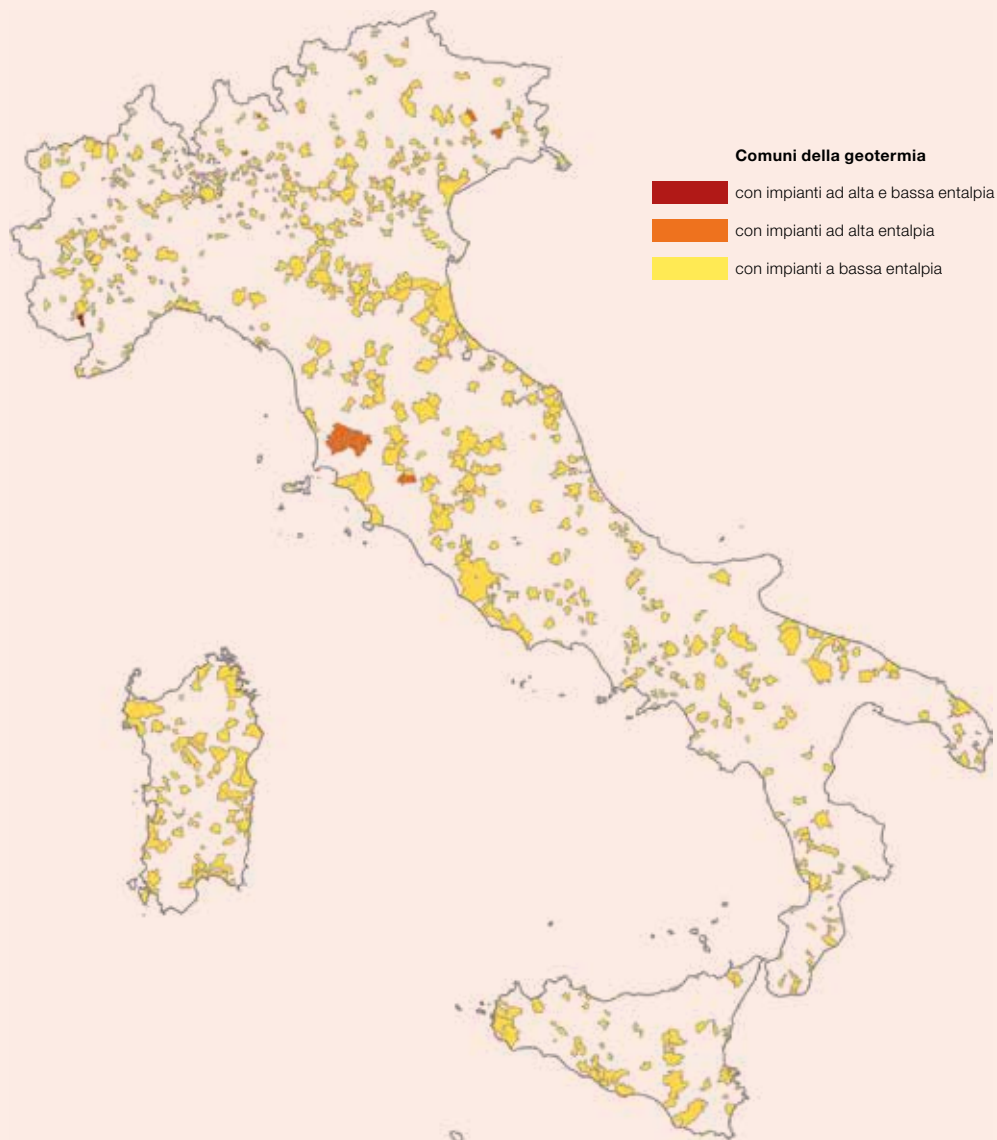 Comuni della geotermia
con impianti ad alta e bassa entalpia
con impianti ad alta entalpia
con impianti a bassa entalpia